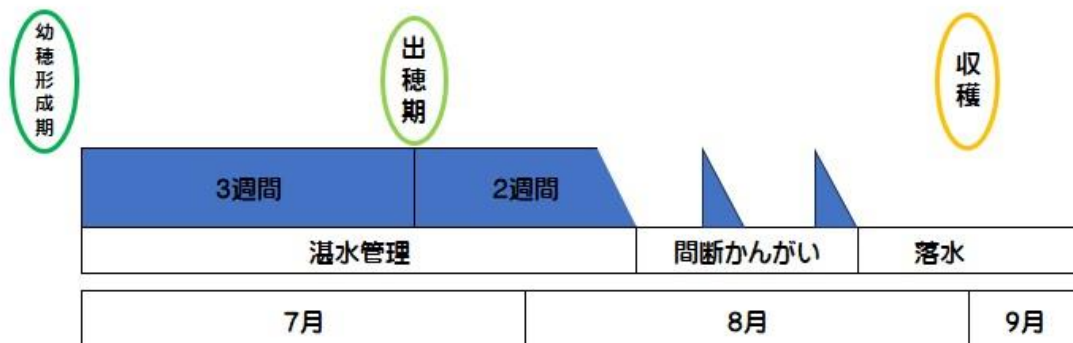 幼穂形成期
出穂期
収穫
3週間
2週間
湛水管理
間断かんがい
落水
7月
8月
9月